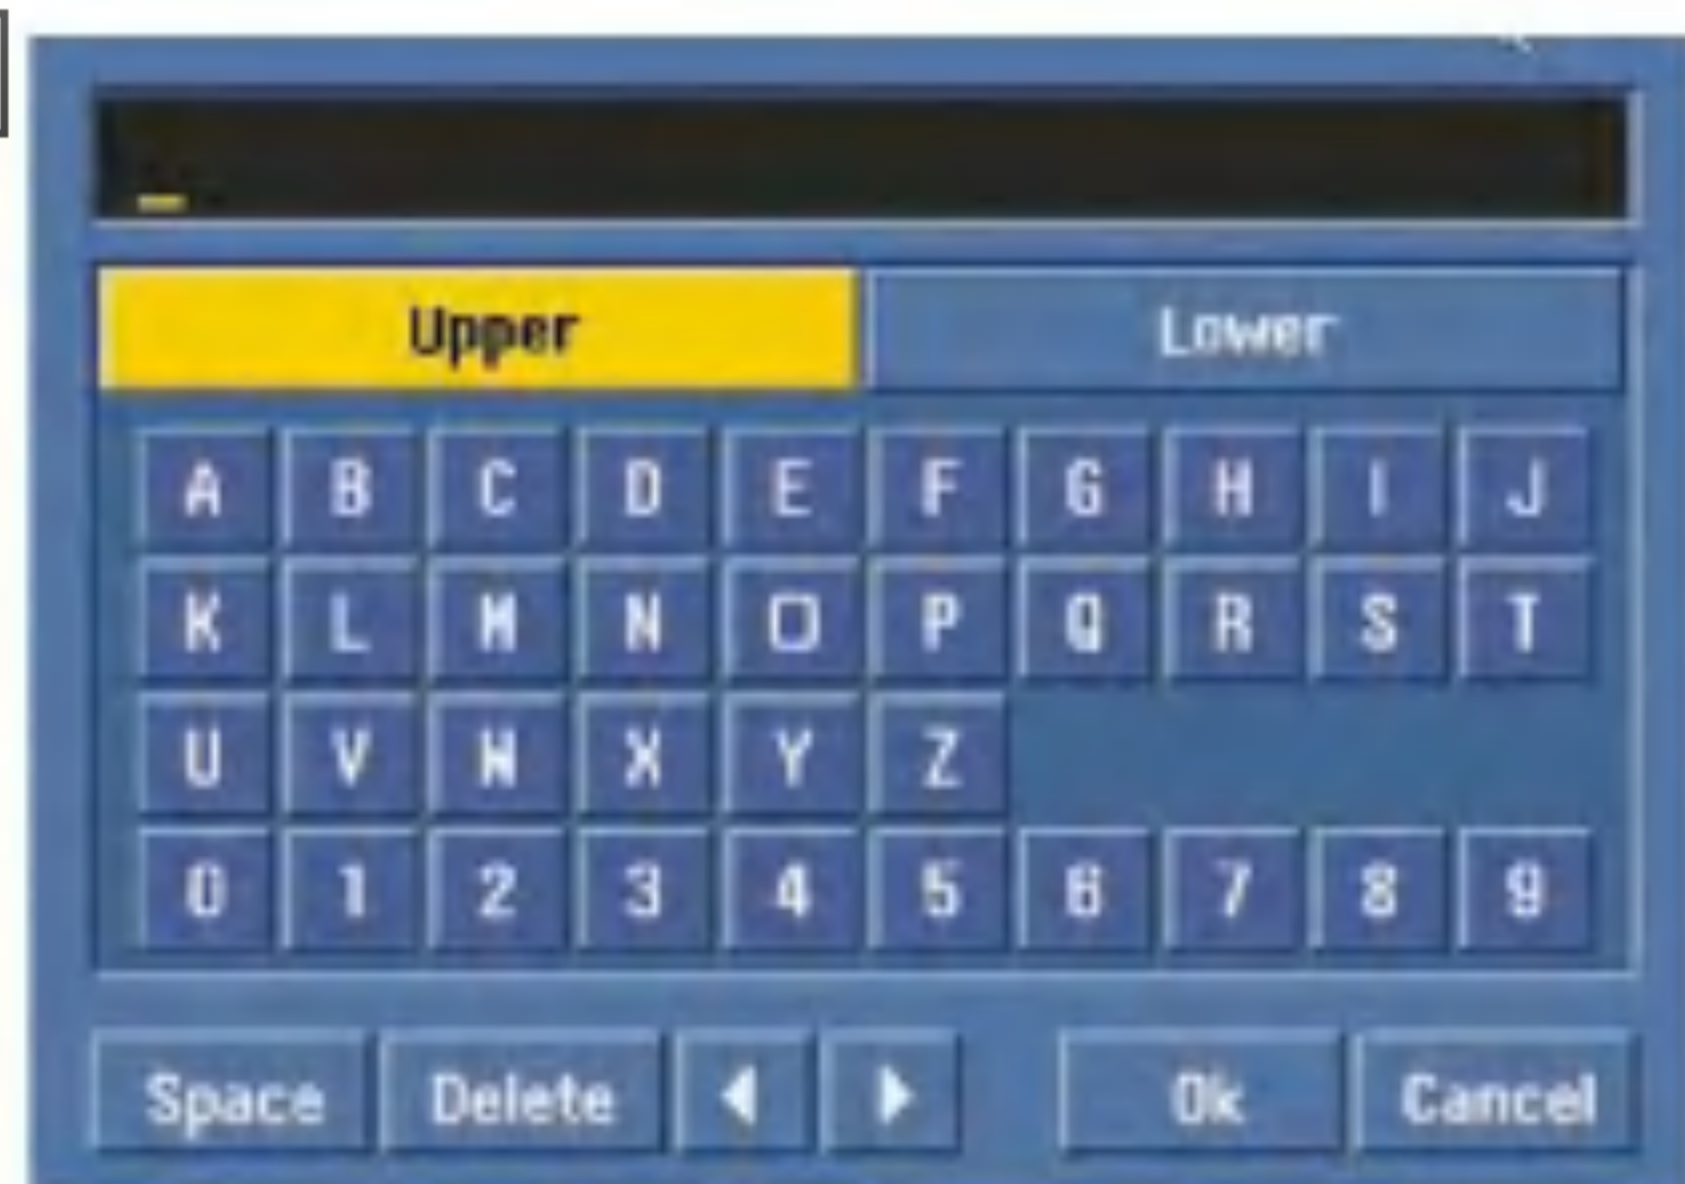 _
Upper Lower
A B C D E F G H I J
K L M N O P Q R S T
U V W X Y Z
0 1 2 3 4 5 6 7 8 9
Space Delete ◀ ▶ Ok Cancel